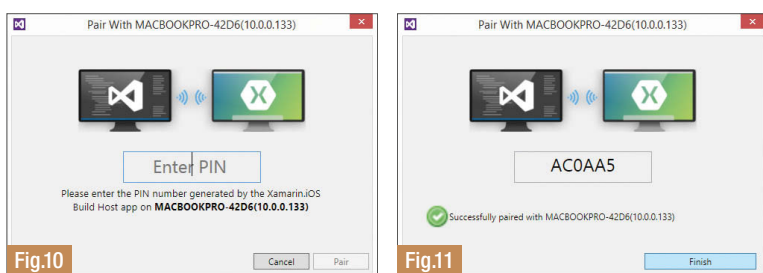 Pair With MACBOOKPRO-42D6(10.0.0.133)
Enter PIN
Please enter the PIN number generated by the Xamarin.iOS
Build Host app on MACBOOKPRO-42D6(10.0.0.133)
Cancel
Pair
Fig.10
Pair With MACBOOKPRO-42D6(10.0.0.133)
AC0AA5
Successfully paired with MACBOOKPRO-42D6(10.0.0.133)
Finish
Fig.11